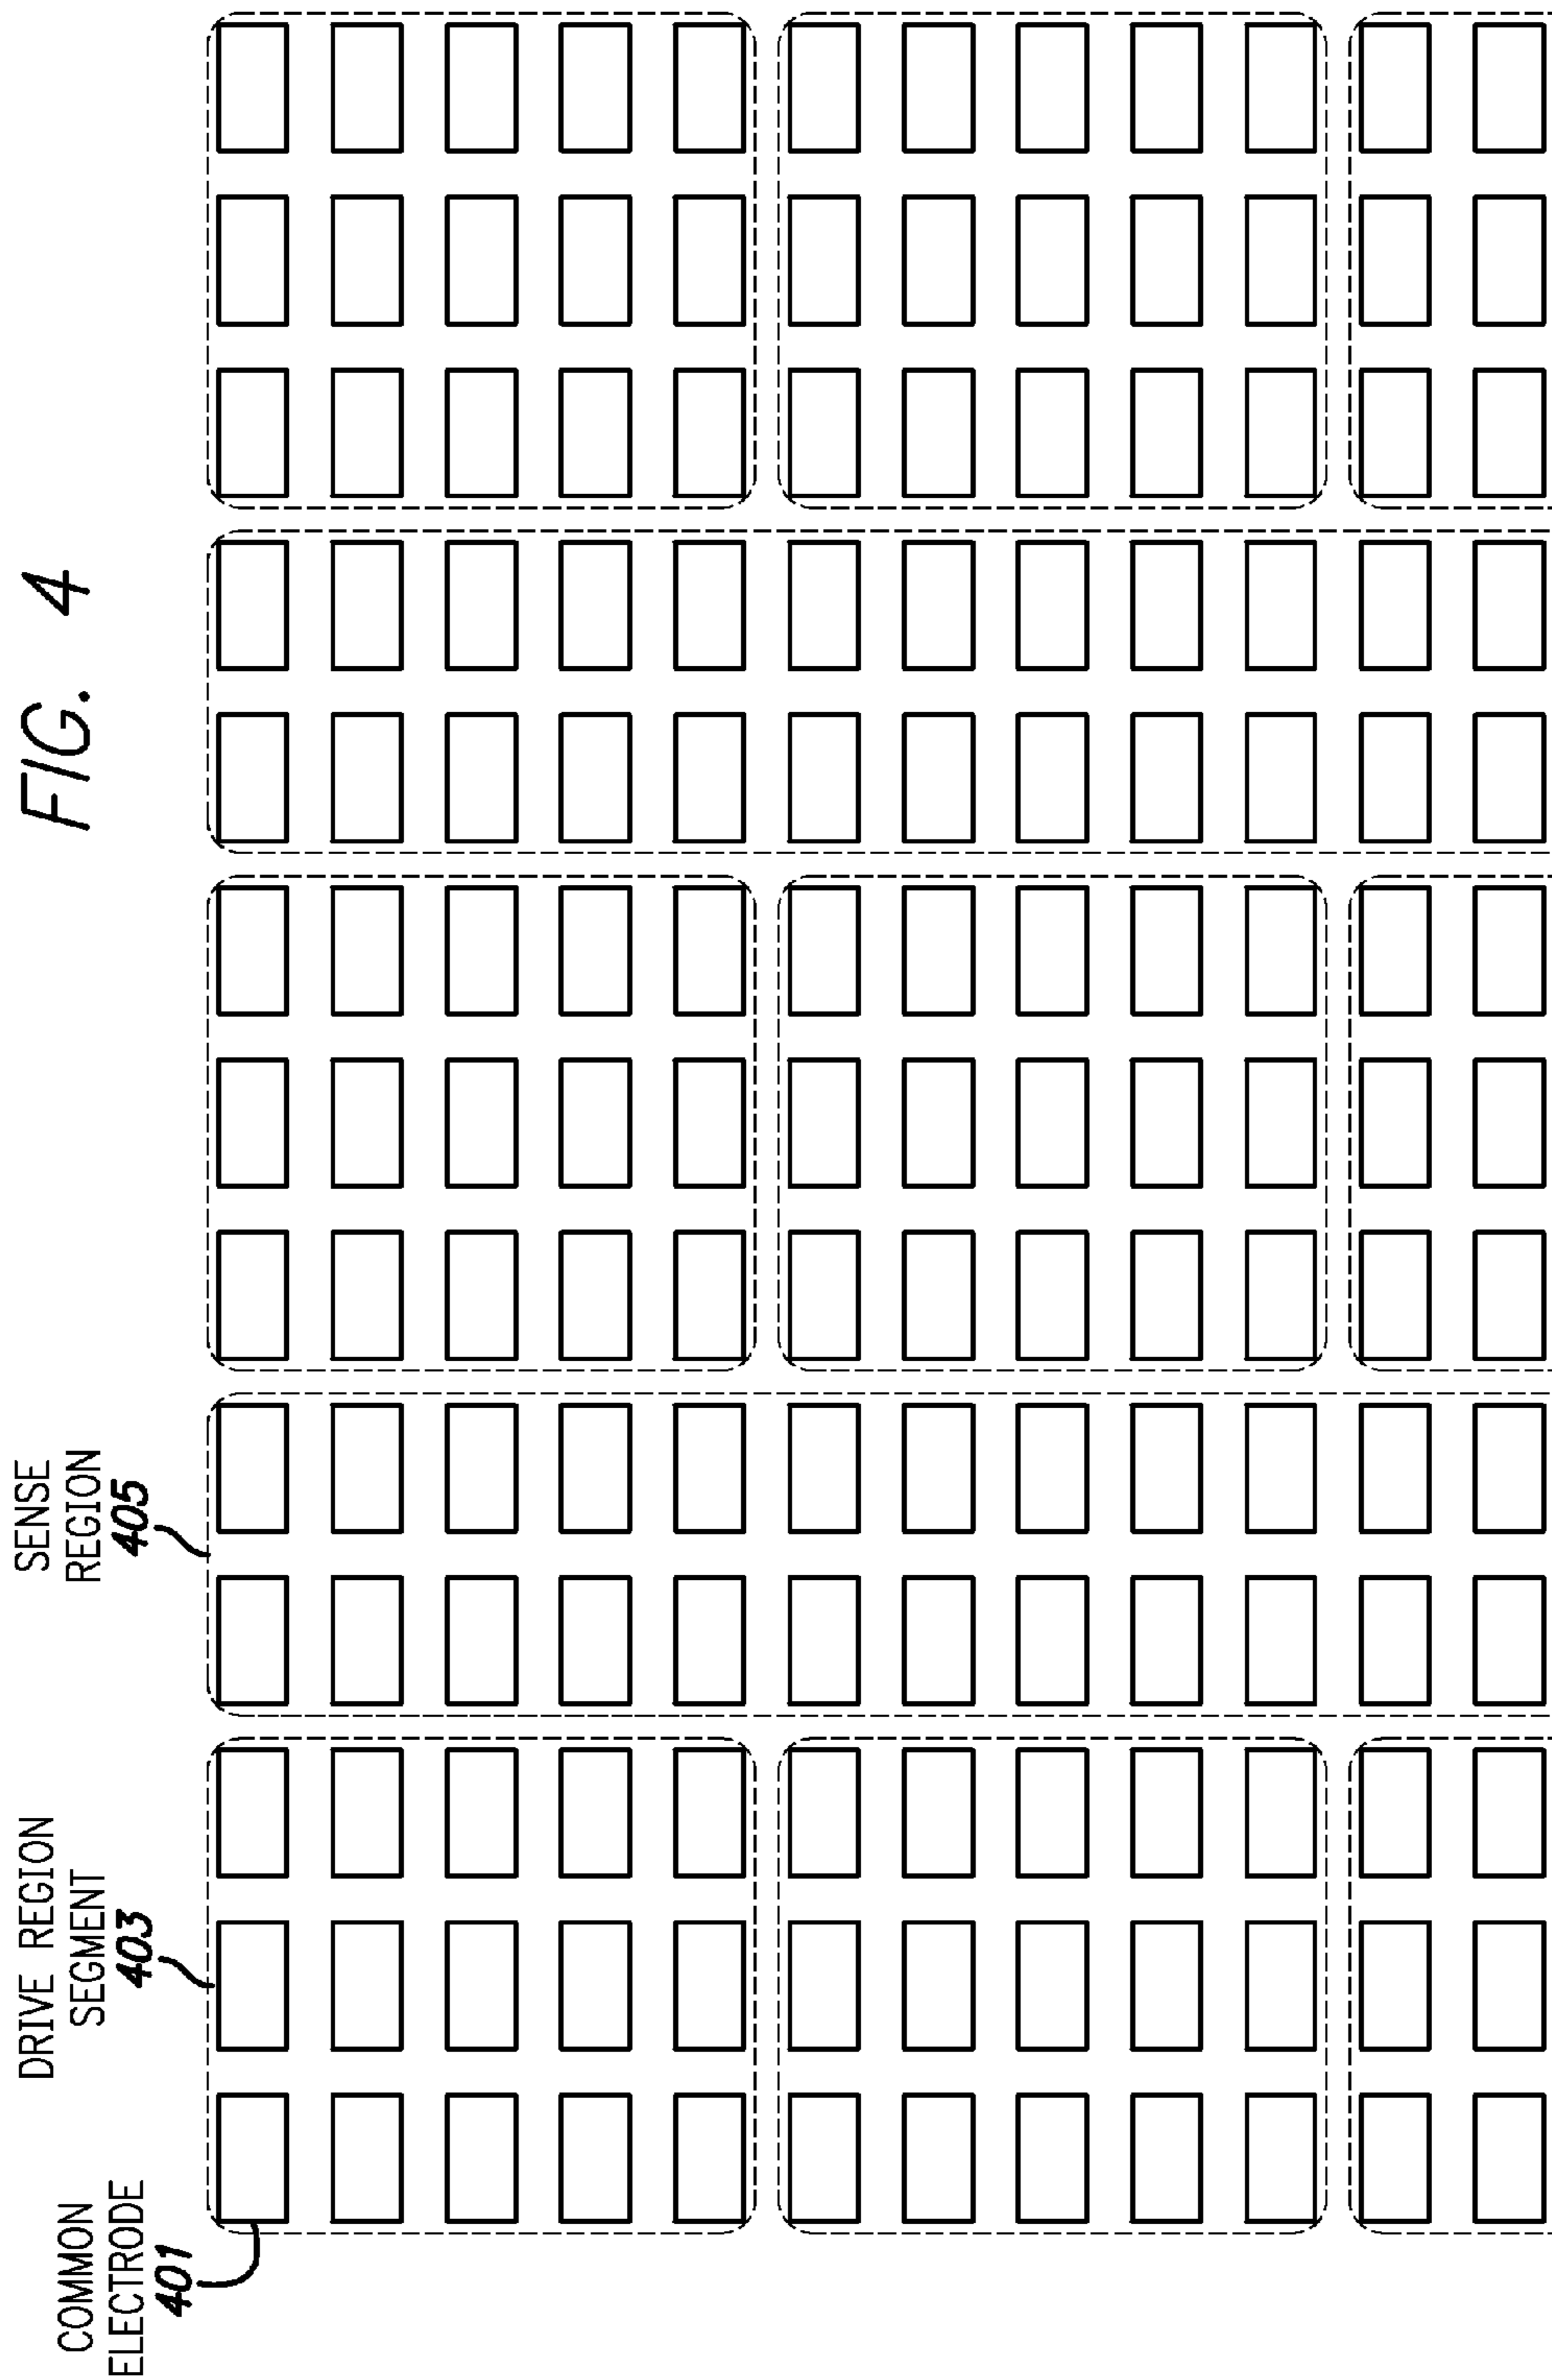 FIG. 4
COMMON
ELECTRODE
401
DRIVE REGION
SEGMENT
403
SENSE
REGION
405